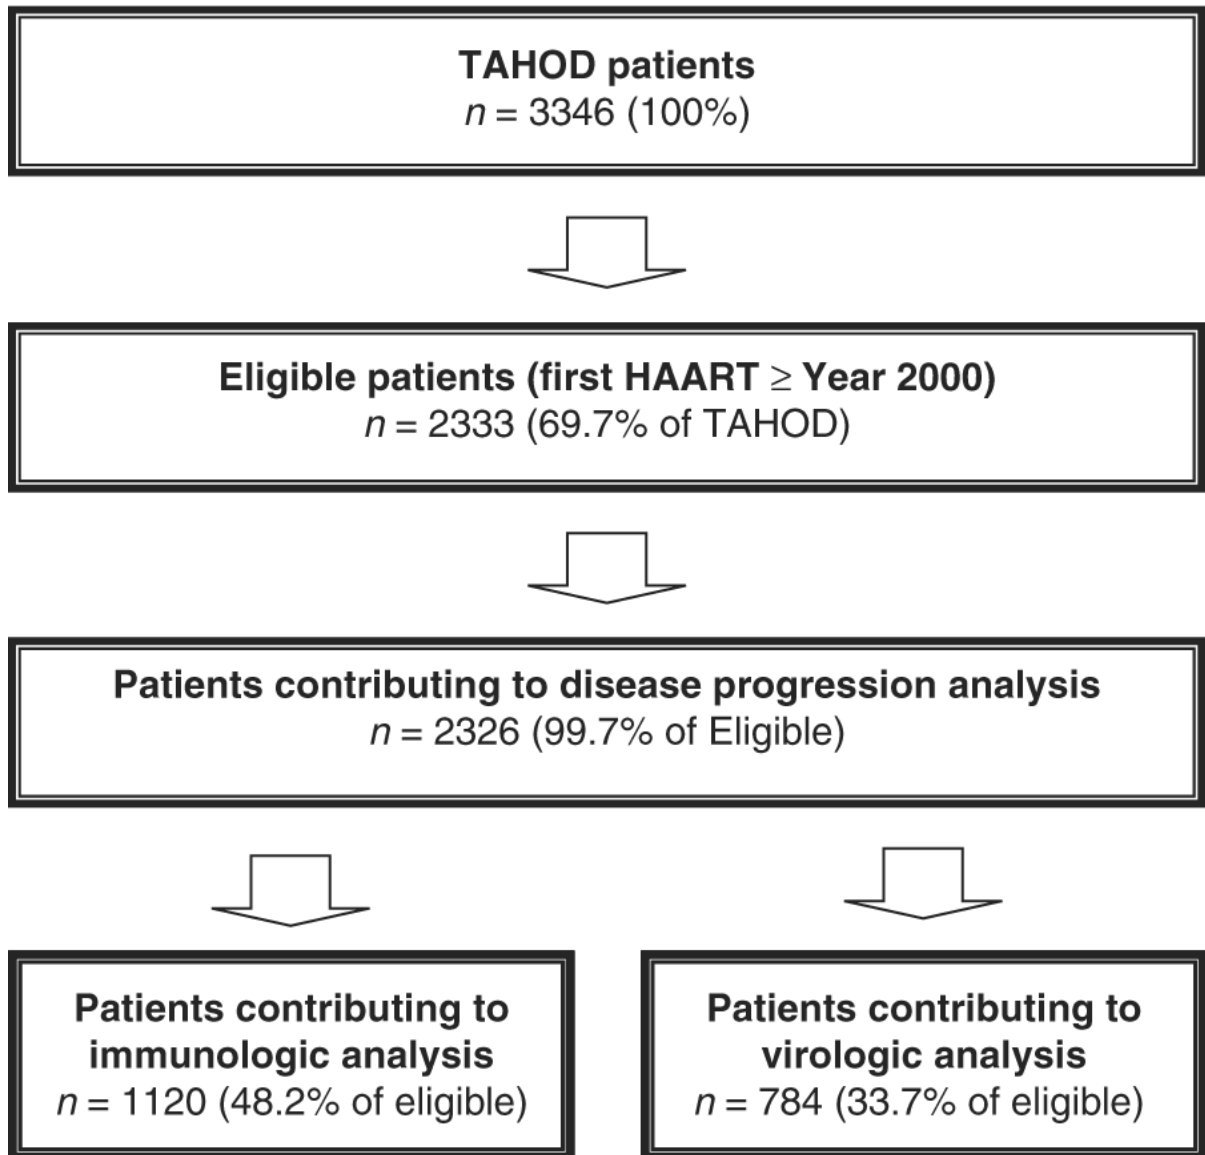 TAHOD patients
n = 3346 (100%)
Eligible patients (first HAART ≥ Year 2000)
n = 2333 (69.7% of TAHOD)
Patients contributing to disease progression analysis
n = 2326 (99.7% of Eligible)
Patients contributing to
immunologic analysis
n = 1120 (48.2% of eligible)
Patients contributing to
virologic analysis
n = 784 (33.7% of eligible)